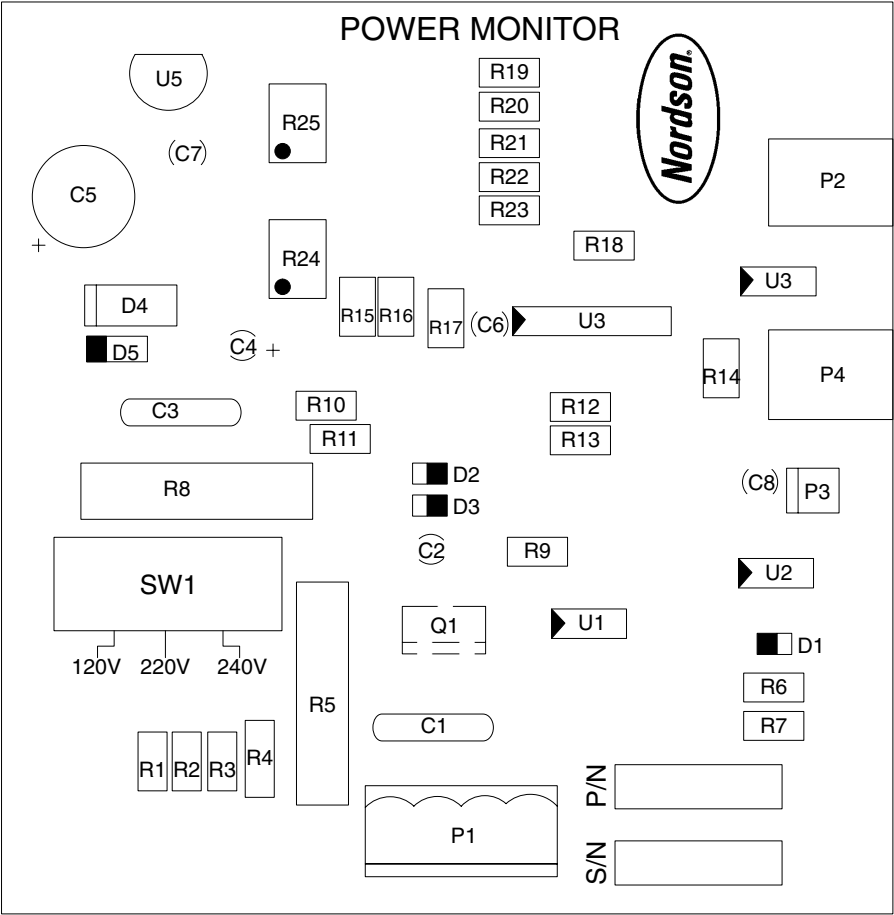 POWER MONITOR
U5
R19
R20
R25
C7
R21
Nordson®
R22
P2
C5
R23
+
R18
R24
U3
D4
R15
R16
R17
C6
U3
D5
C4
+
R14
P4
C3
R10
R12
R11
R13
R8
D2
C8
P3
D3
C2
R9
SW1
U2
Q1
U1
D1
120V 220V 240V
R6
R5
C1
R7
R1
R2
R3
R4
P/N
P1
S/N